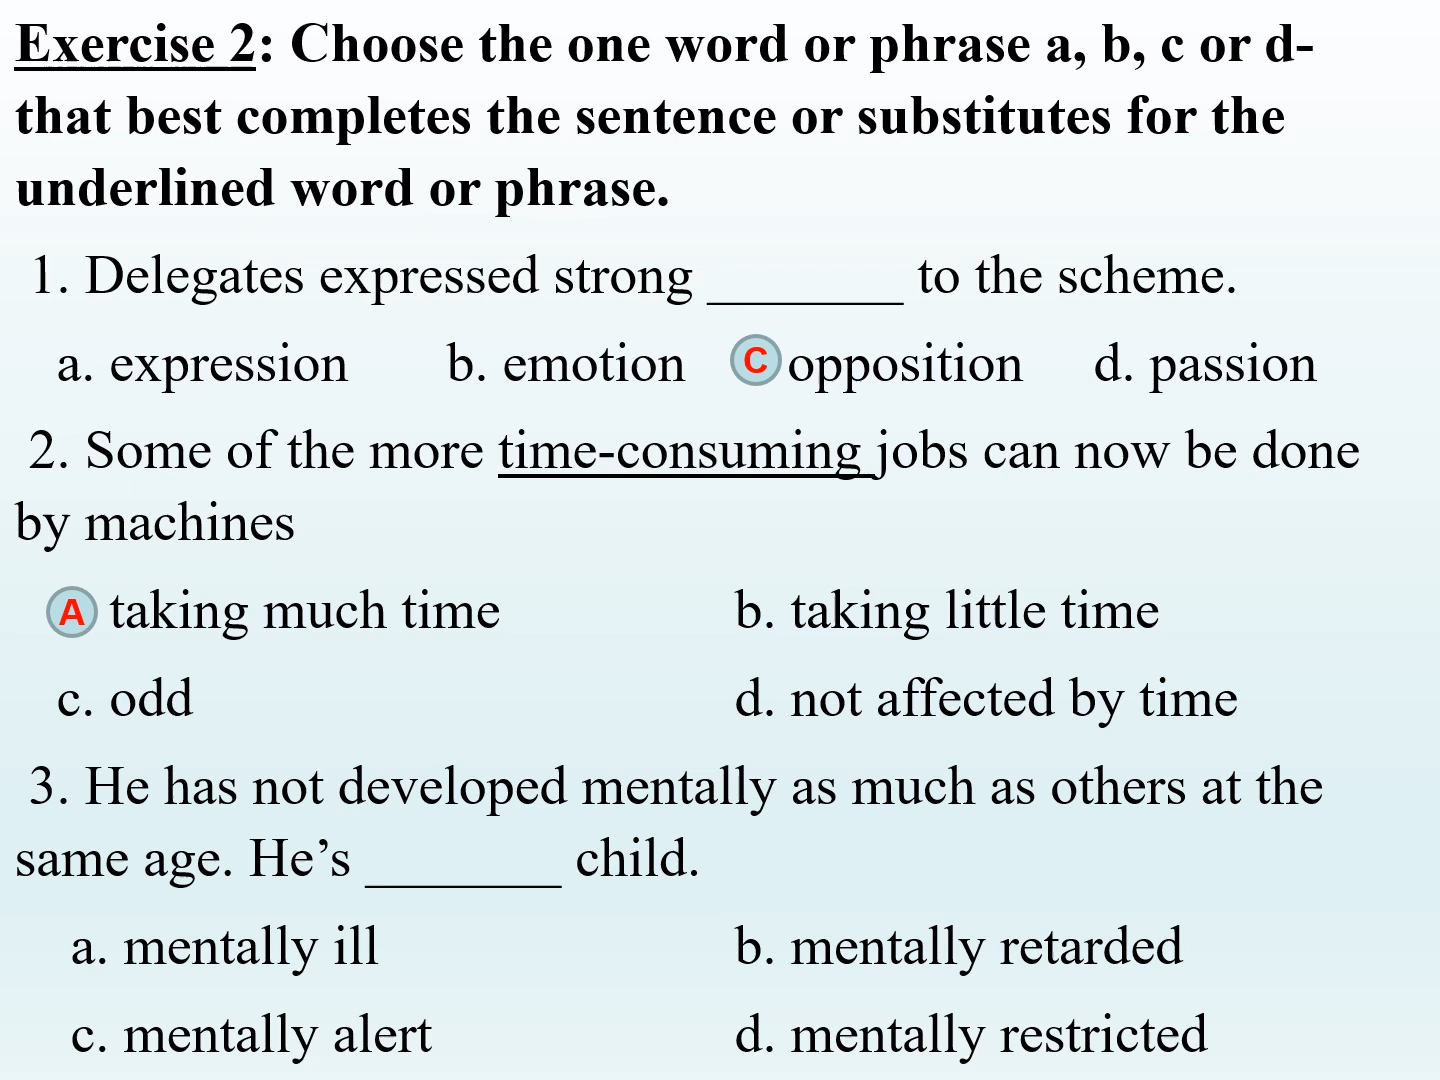 Exercise 2: Choose the one word or phrase a, b, c or d-
that best completes the sentence or substitutes for the
underlined word or phrase.
1. Delegates expressed strong _______ to the scheme.
a. expression b. emotion C opposition d. passion
2. Some of the more time-consuming jobs can now be done
by machines
A taking much time b. taking little time
c. odd d. not affected by time
3. He has not developed mentally as much as others at the
same age. He’s _______ child.
a. mentally ill b. mentally retarded
c. mentally alert d. mentally restricted